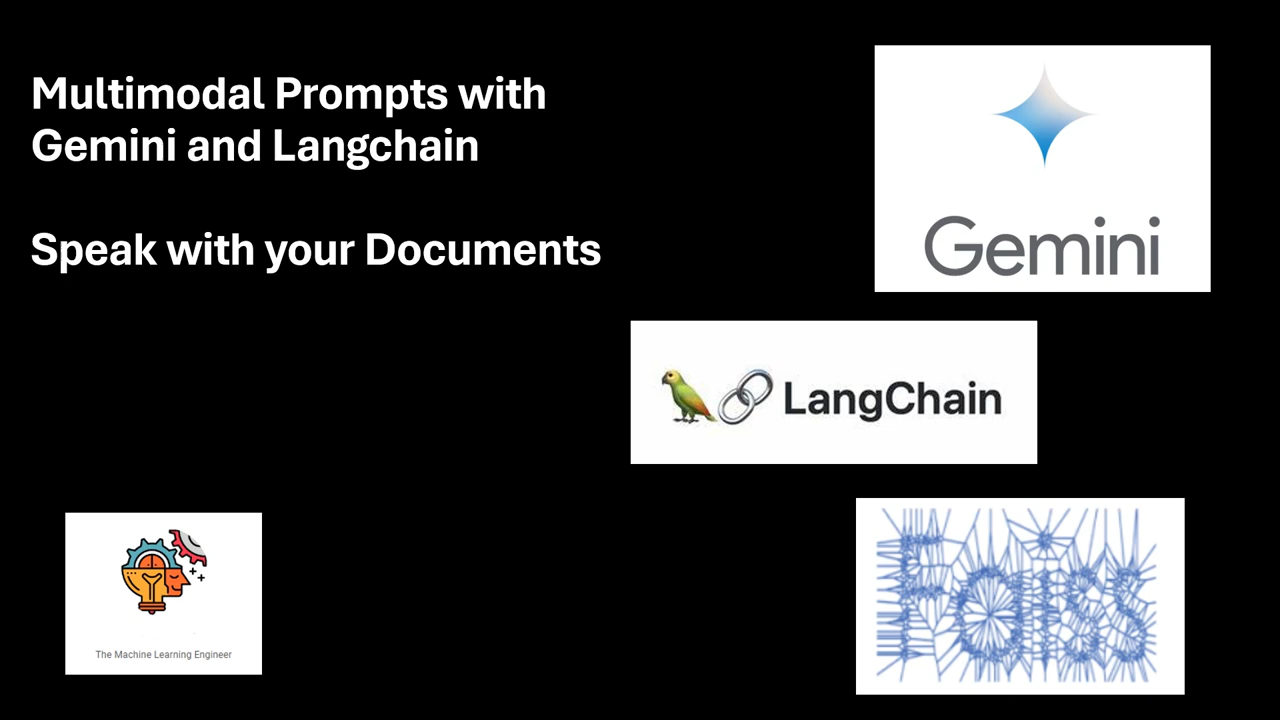 Multimodal Prompts with
Gemini and Langchain
Speak with your Documents
Gemini
LangChain
The Machine Learning Engineer
Faiss